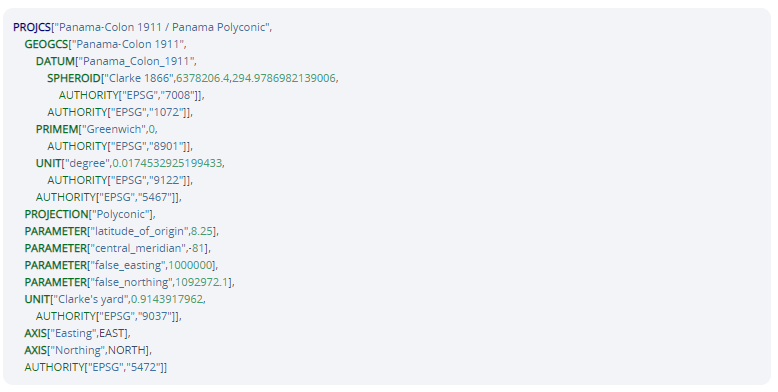 PROJCS["Panama-Colon 1911 / Panama Polyconic",
GEOGCS["Panama-Colon 1911",
DATUM["Panama_Colon_1911",
SPHEROID["Clarke 1866",6378206.4,294.9786982139006,
AUTHORITY["EPSG","7008"]],
AUTHORITY["EPSG","1072"]],
PRIMEM["Greenwich",0,
AUTHORITY["EPSG","8901"]],
UNIT["degree",0.0174532925199433,
AUTHORITY["EPSG","9122"]],
AUTHORITY["EPSG","5467"]],
PROJECTION["Polyconic"],
PARAMETER["latitude_of_origin",8.25],
PARAMETER["central_meridian",-81],
PARAMETER["false_easting",1000000],
PARAMETER["false_northing",1092972.1],
UNIT["Clarke's yard",0.9143917962,
AUTHORITY["EPSG","9037"]],
AXIS["Easting",EAST],
AXIS["Northing",NORTH],
AUTHORITY["EPSG","5472"]]